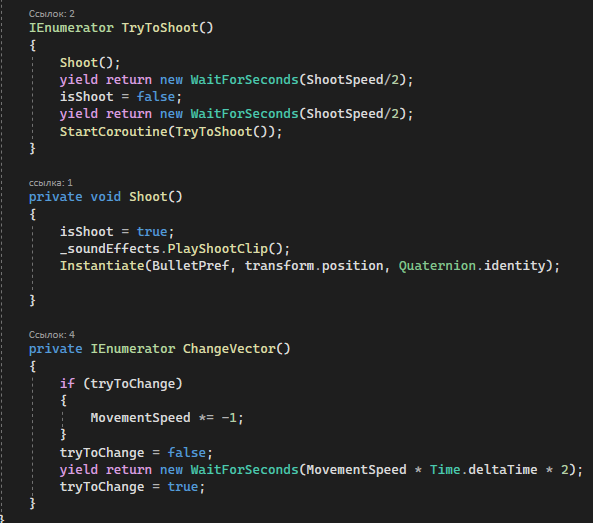 Ссылок: 2
IEnumerator TryToShoot()
{
Shoot();
yield return new WaitForSeconds(ShootSpeed/2);
isShoot = false;
yield return new WaitForSeconds(ShootSpeed/2);
StartCoroutine(TryToShoot());
}
ссылка: 1
private void Shoot()
{
isShoot = true;
_soundEffects.PlayShootClip();
Instantiate(BulletPref, transform.position, Quaternion.identity);
}
Ссылок: 4
private IEnumerator ChangeVector()
{
if (tryToChange)
{
MovementSpeed *= -1;
}
tryToChange = false;
yield return new WaitForSeconds(MovementSpeed * Time.deltaTime * 2);
tryToChange = true;
}
}